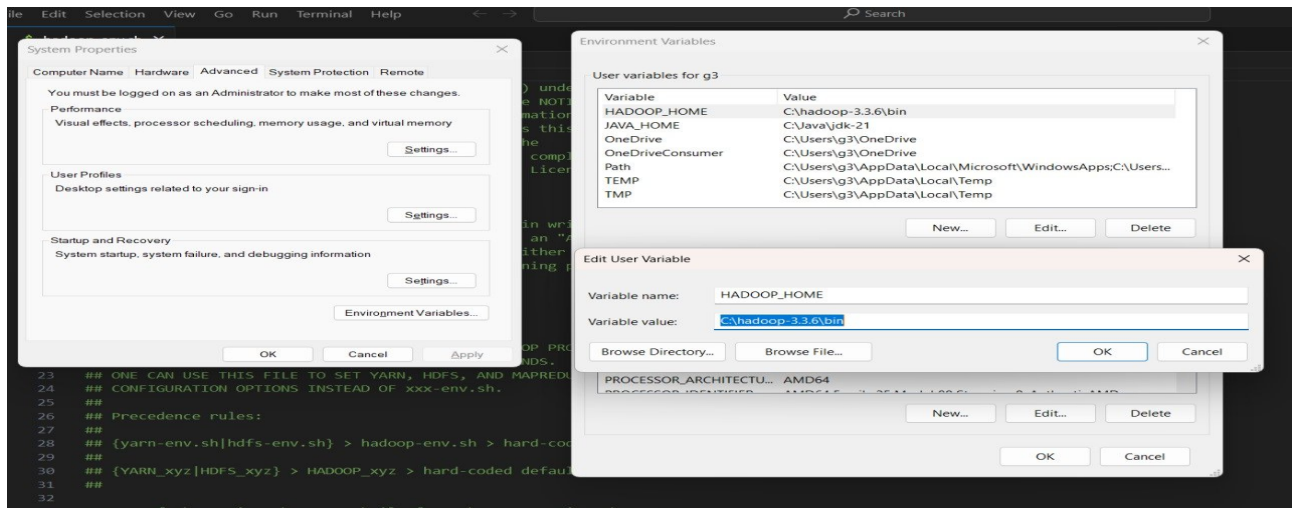 File Edit Selection View Go Run Terminal Help Search
System Properties
Computer Name Hardware Advanced System Protection Remote
You must be logged on as an Administrator to make most of these changes.
Performance
Visual effects, processor scheduling, memory usage, and virtual memory
Settings...
User Profiles
Desktop settings related to your sign-in
Settings...
Startup and Recovery
System startup, system failure, and debugging information
Settings...
Environment Variables...
OK Cancel Apply
Environment Variables
User variables for g3
Variable Value
HADOOP_HOME C:\hadoop-3.3.6\bin
JAVA_HOME C:\Java\jdk-21
OneDrive C:\Users\g3\OneDrive
OneDriveConsumer C:\Users\g3\OneDrive
Path C:\Users\g3\AppData\Local\Microsoft\WindowsApps;C:\Users...
TEMP C:\Users\g3\AppData\Local\Temp
TMP C:\Users\g3\AppData\Local\Temp
New... Edit... Delete
Edit User Variable
Variable name: HADOOP_HOME
Variable value: C:\hadoop-3.3.6\bin
Browse Directory... Browse File... OK Cancel
PROCESSOR_ARCHITECTU... AMD64
New... Edit... Delete
OK Cancel
23 ## ONE CAN USE THIS FILE TO SET YARN, HDFS, AND MAPREDU
24 ## CONFIGURATION OPTIONS INSTEAD OF xxx-env.sh.
25 ##
26 ## Precedence rules:
27 ##
28 ## {yarn-env.sh|hdfs-env.sh} > hadoop-env.sh > hard-cod
29 ##
30 ## {YARN_xyz|HDFS_xyz} > HADOOP_xyz > hard-coded defaul
31 ##
32